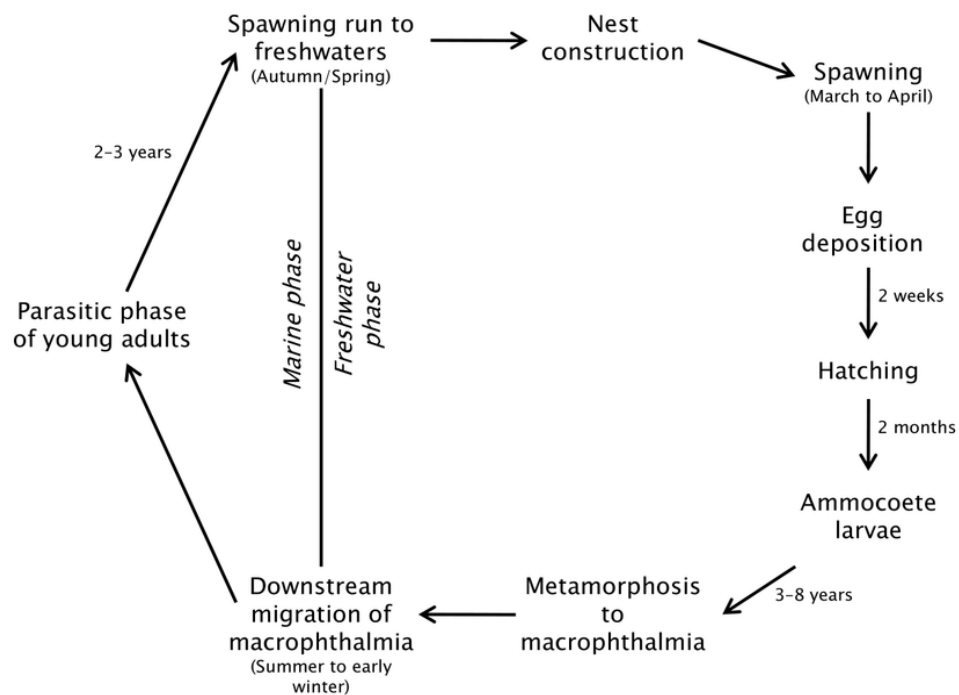 Spawning run to
freshwaters
(Autumn/Spring)
Nest
construction
Spawning
(March to April)
2-3 years
Egg
deposition
Marine phase
Freshwater
phase
2 weeks
Parasitic phase
of young adults
Hatching
2 months
Ammocoete
larvae
3-8 years
Metamorphosis
to
macrophthalmia
Downstream
migration of
macrophthalmia
(Summer to early
winter)